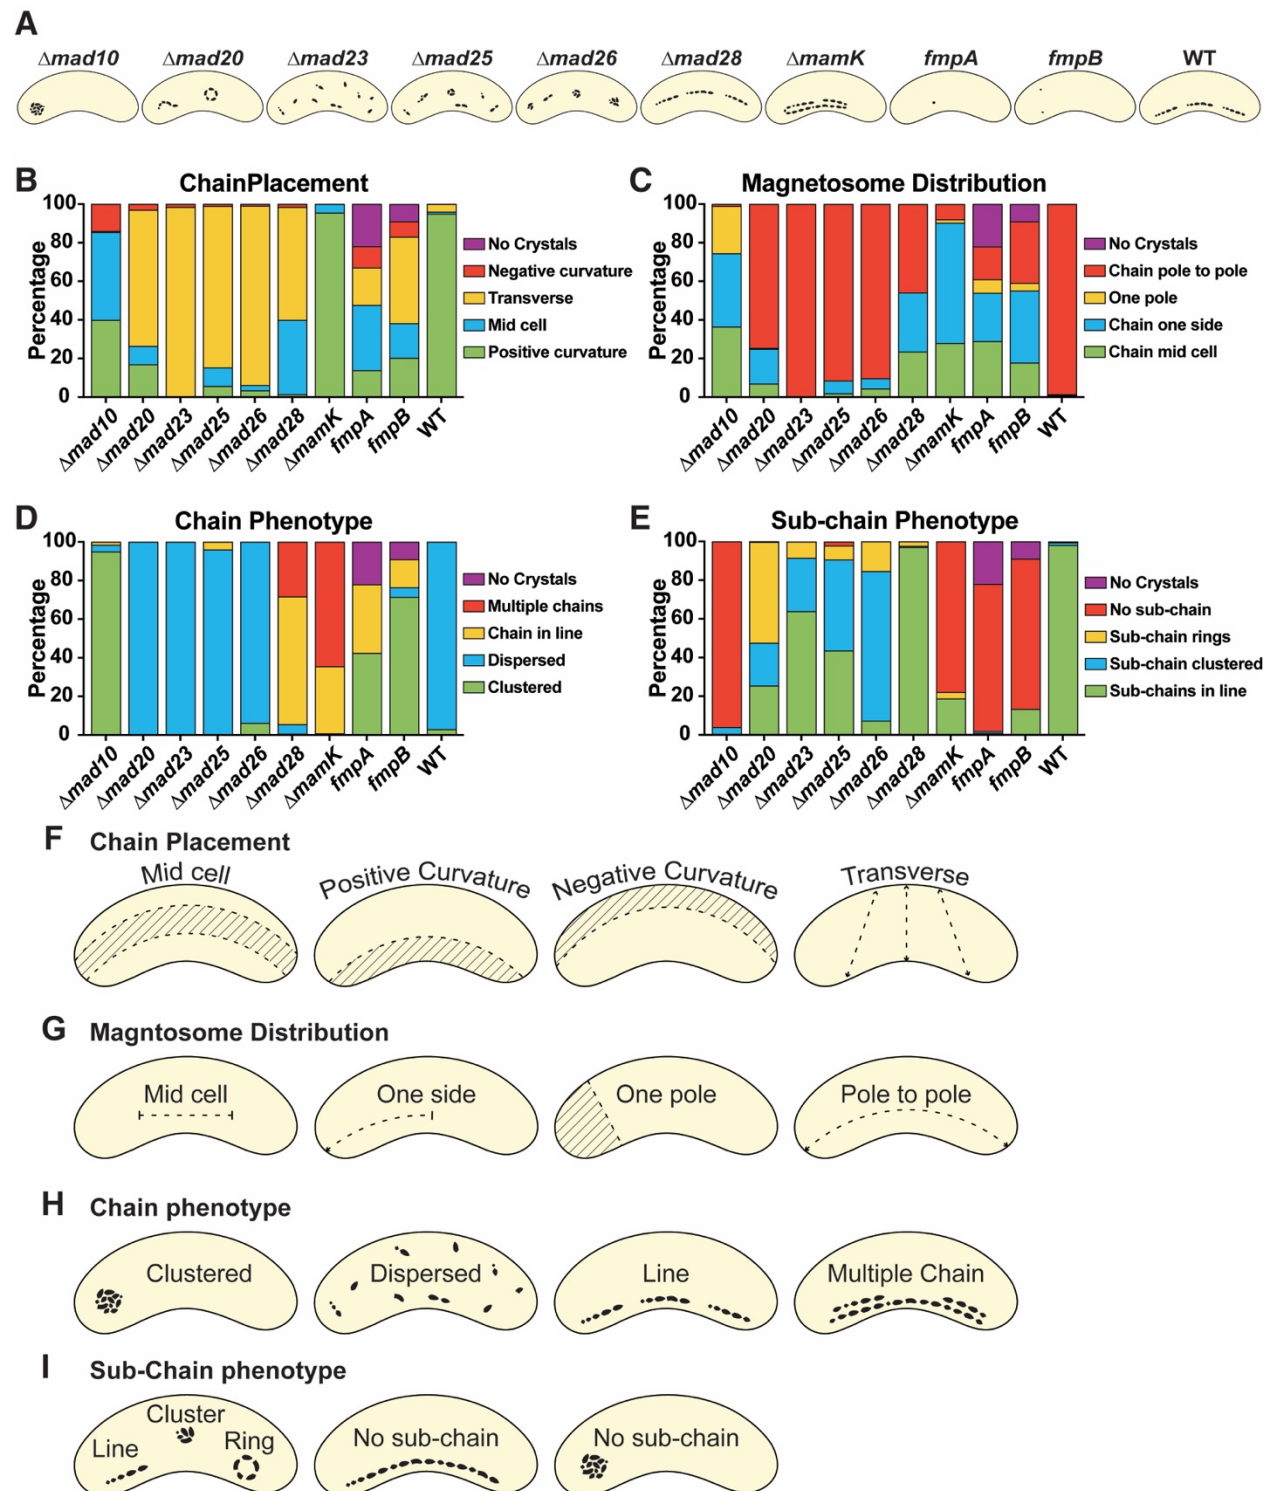 A
Δmad10 Δmad20 Δmad23 Δmad25 Δmad26 Δmad28 ΔmamK fmpA fmpB WT
B
ChainPlacement
Percentage
100
80
60
40
20
0
Δmad10 Δmad20 Δmad23 Δmad25 Δmad26 Δmad28 ΔmamK fmpA fmpB WT
No Crystals
Negative curvature
Transverse
Mid cell
Positive curvature
C
Magnetosome Distribution
Percentage
100
80
60
40
20
0
Δmad10 Δmad20 Δmad23 Δmad25 Δmad26 Δmad28 ΔmamK fmpA fmpB WT
No Crystals
Chain pole to pole
One pole
Chain one side
Chain mid cell
D
Chain Phenotype
Percentage
100
80
60
40
20
0
Δmad10 Δmad20 Δmad23 Δmad25 Δmad26 Δmad28 ΔmamK fmpA fmpB WT
No Crystals
Multiple chains
Chain in line
Dispersed
Clustered
E
Sub-chain Phenotype
Percentage
100
80
60
40
20
0
Δmad10 Δmad20 Δmad23 Δmad25 Δmad26 Δmad28 ΔmamK fmpA fmpB WT
No Crystals
No sub-chain
Sub-chain rings
Sub-chain clustered
Sub-chains in line
F Chain Placement
Mid cell Positive Curvature Negative Curvature Transverse
G Magntosome Distribution
Mid cell One side One pole Pole to pole
H Chain phenotype
Clustered Dispersed Line Multiple Chain
I Sub-Chain phenotype
Cluster
Line Ring No sub-chain No sub-chain